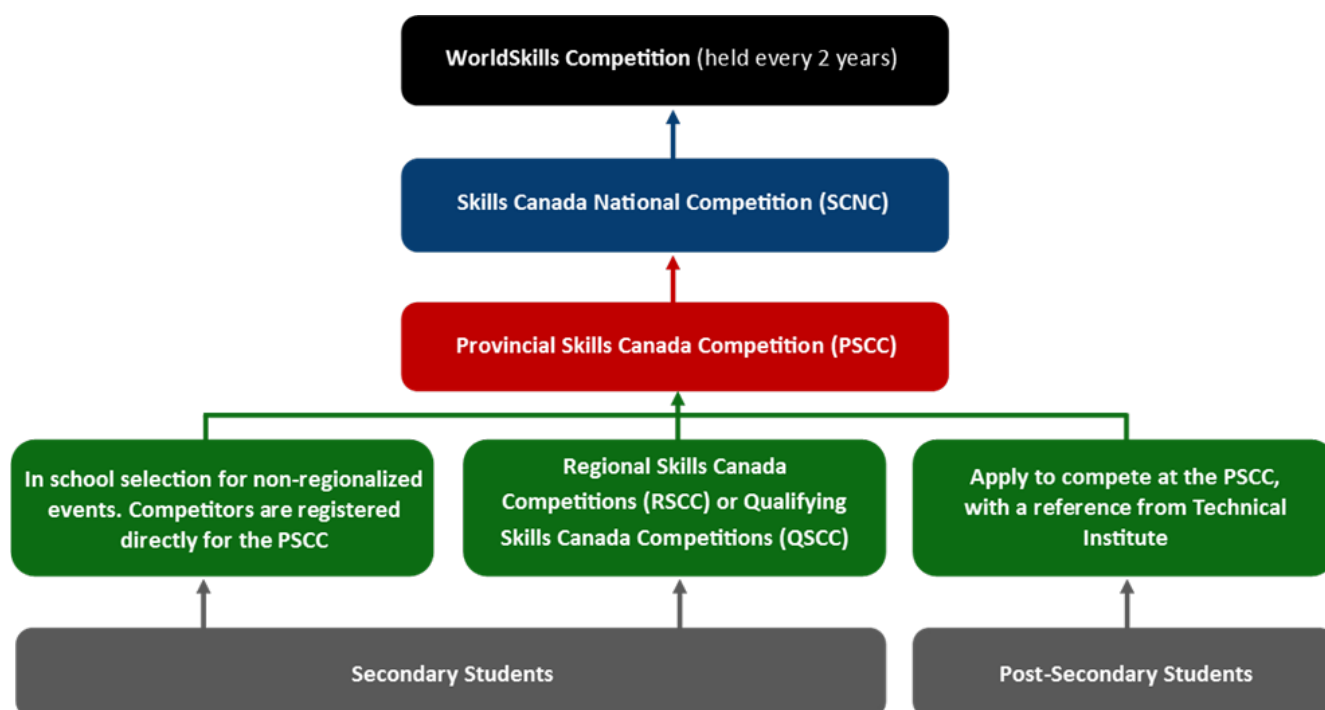 WorldSkills Competition (held every 2 years)
Skills Canada National Competition (SCNC)
Provincial Skills Canada Competition (PSCC)
In school selection for non-regionalized
events. Competitors are registered
directly for the PSCC
Regional Skills Canada
Competitions (RSCC) or Qualifying
Skills Canada Competitions (QSCC)
Apply to compete at the PSCC,
with a reference from Technical
Institute
Secondary Students
Post-Secondary Students